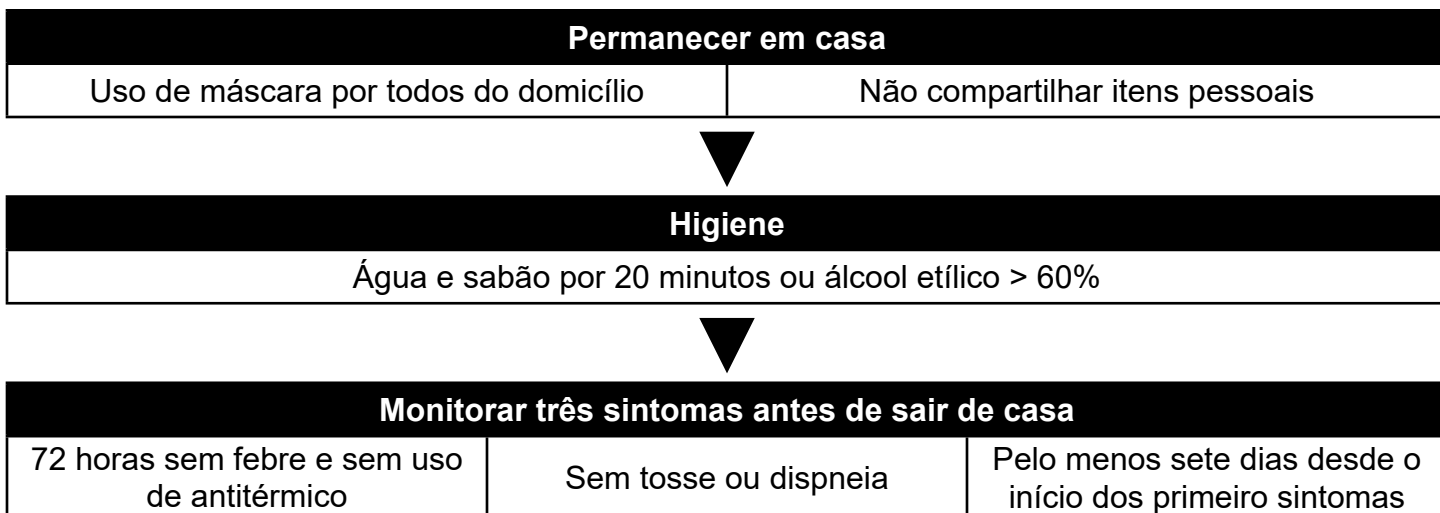 Permanecer em casa
Uso de máscara por todos do domicílio
Não compartilhar itens pessoais
Higiene
Água e sabão por 20 minutos ou álcool etílico > 60%
Monitorar três sintomas antes de sair de casa
72 horas sem febre e sem uso
de antitérmico
Sem tosse ou dispneia
Pelo menos sete dias desde o
início dos primeiro sintomas